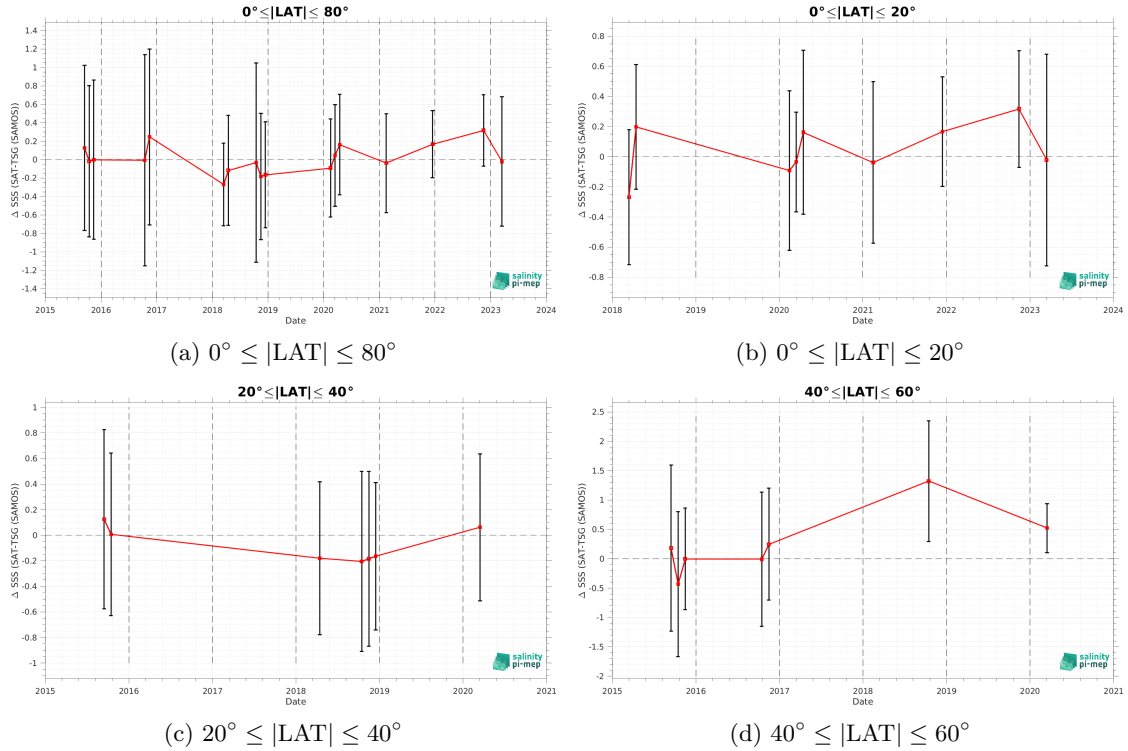 0°≤|LAT|≤ 80°
1.4
1.2
1
0.8
0.6
0.4
0.2
0
-0.2
-0.4
-0.6
-0.8
-1
-1.2
-1.4
Δ SSS (SAT-TSG (SAMOS))
2015 2016 2017 2018 2019 2020 2021 2022 2023 2024
Date
salinity
pi-mep
(a) 0° ≤ |LAT| ≤ 80°
0°≤|LAT|≤ 20°
0.8
0.6
0.4
0.2
0
-0.2
-0.4
-0.6
-0.8
Δ SSS (SAT-TSG (SAMOS))
2018 2019 2020 2021 2022 2023 2024
Date
salinity
pi-mep
(b) 0° ≤ |LAT| ≤ 20°
20°≤|LAT|≤ 40°
1
0.8
0.6
0.4
0.2
0
-0.2
-0.4
-0.6
-0.8
-1
Δ SSS (SAT-TSG (SAMOS))
2015 2016 2017 2018 2019 2020 2021
Date
salinity
pi-mep
(c) 20° ≤ |LAT| ≤ 40°
40°≤|LAT|≤ 60°
2.5
2
1.5
1
0.5
0
-0.5
-1
-1.5
-2
Δ SSS (SAT-TSG (SAMOS))
2015 2016 2017 2018 2019 2020 2021
Date
salinity
pi-mep
(d) 40° ≤ |LAT| ≤ 60°